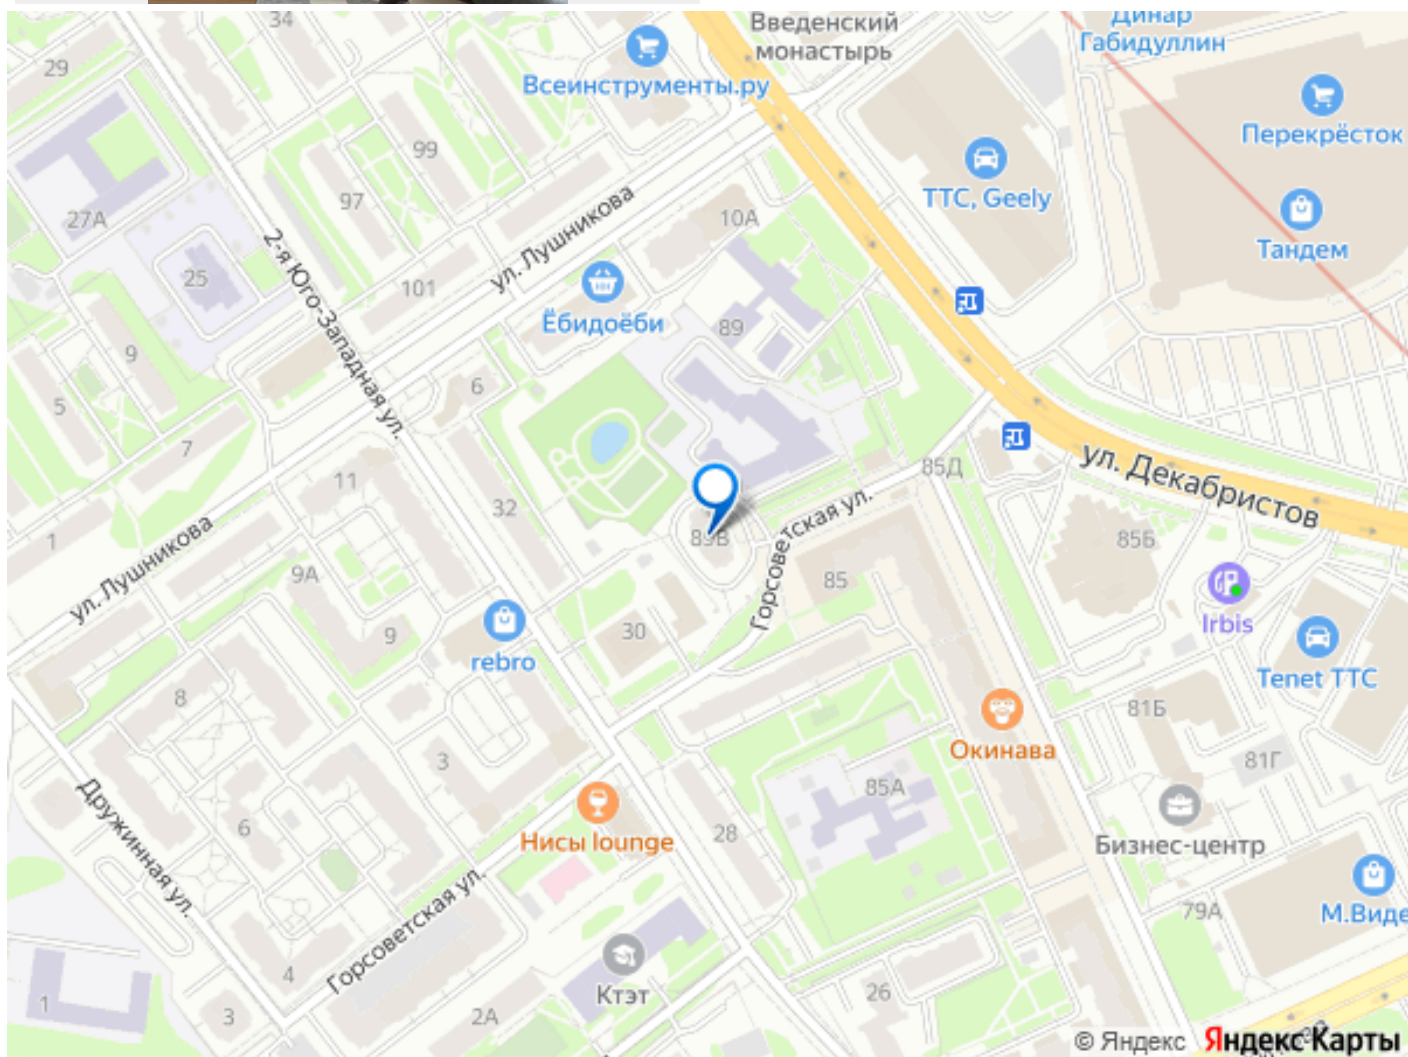 34
Введенский
монастырь
Динар
Габидуллин
29
Всеинструменты.ру
Перекрёсток
99
ТТС, Geely
97
27А
10А
ул. Лушникова
Тандем
2-я Юго-Западная ул.
25
101
Ёбидоёби
89
9
6
5
7
ул. Декабристов
85Д
11
32
Горсоветская ул.
1
ул. Лушникова
85Б
9А
85
Irbis
30
9
rebro
Tenet ТТС
8
81Б
Окинава
3
81Г
Дружинная ул.
85А
6
Нисы lounge
28
Бизнес-центр
Горсоветская ул.
79А
М.Виде
4
Ктэт
26
1
3
2А
© Яндекс Яндекс Карты